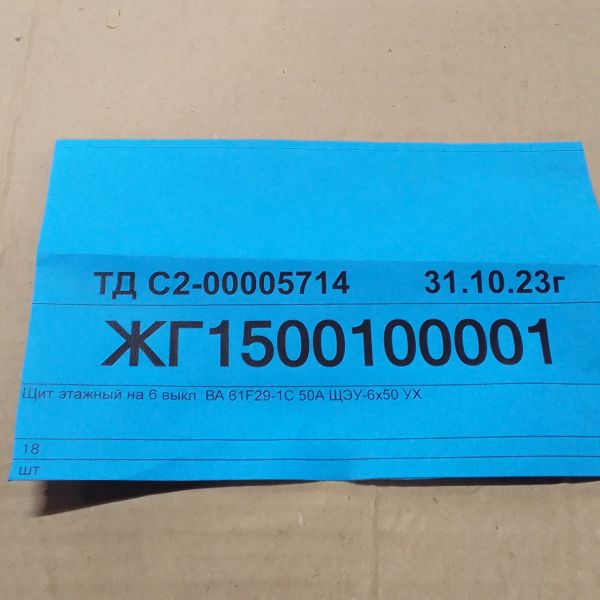 ТД С2-00005714 31.10.23г
ЖГ1500100001
Щит этажный на 6 выкл. ВА 61F29-1С 50А ЩЭУ-6х50 УХ
18
шт